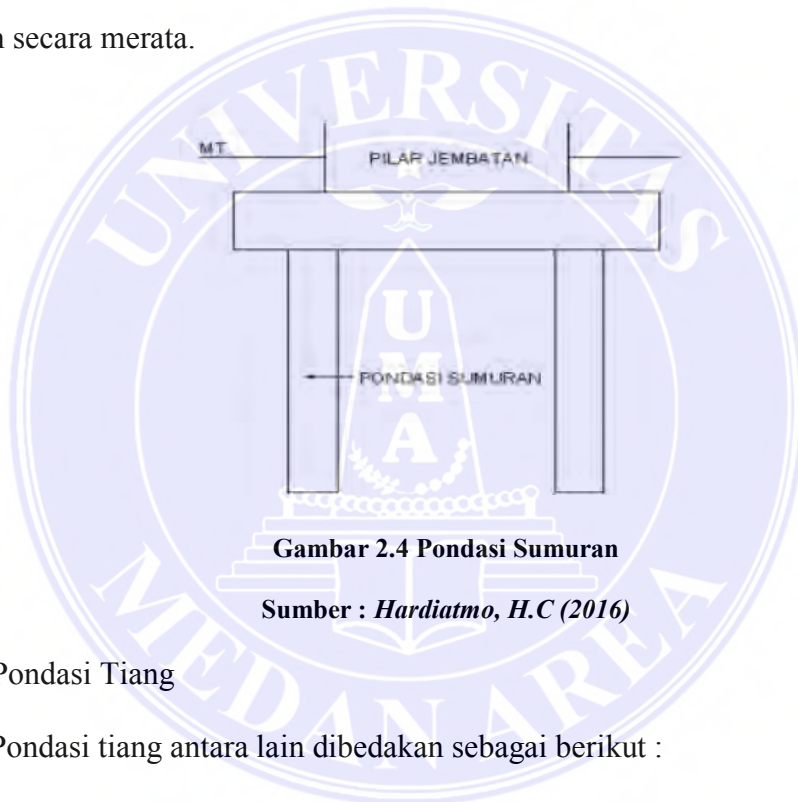 secara merata.
UNIVERSITAS
MT.
PILAR JEMBATAN
UMA
PONDASI SUMURAN
Gambar 2.4 Pondasi Sumuran
Sumber : Hardiatmo, H.C (2016)
MEDAN AREA
Pondasi Tiang
Pondasi tiang antara lain dibedakan sebagai berikut :